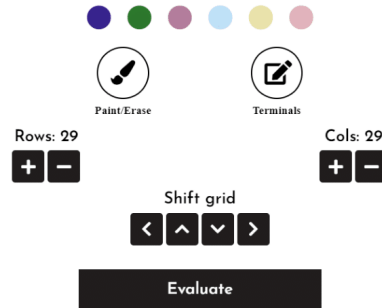 Paint/Erase Terminals
Rows: 29 Cols: 29
Shift grid
Evaluate